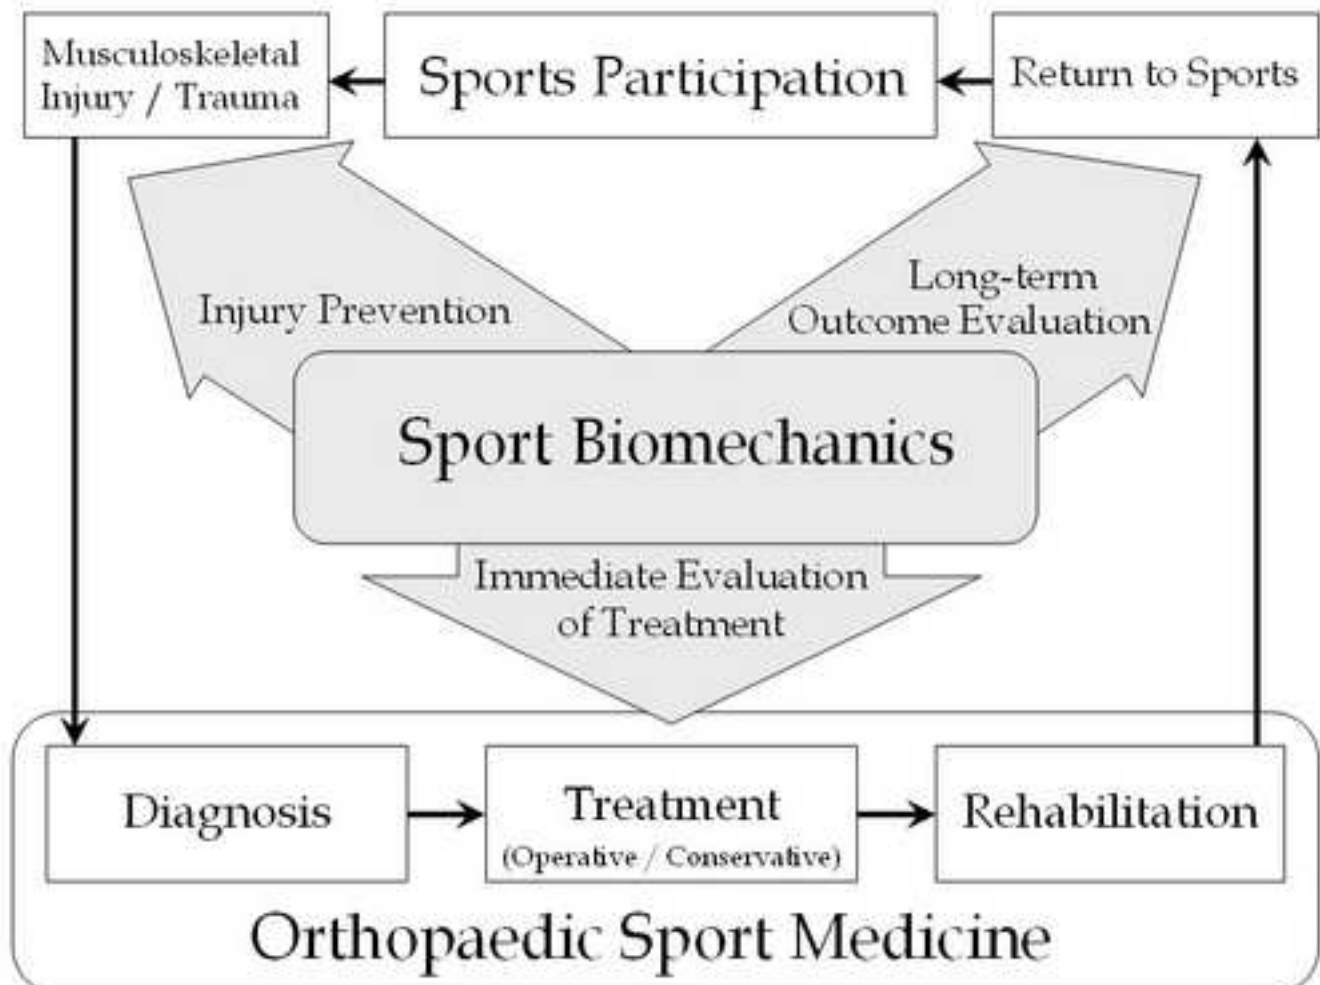 Musculoskeletal
Injury / Trauma
Sports Participation
Return to Sports
Injury Prevention
Long-term
Outcome Evaluation
Sport Biomechanics
Immediate Evaluation
of Treatment
Diagnosis
Treatment
(Operative / Conservative)
Rehabilitation
Orthopaedic Sport Medicine